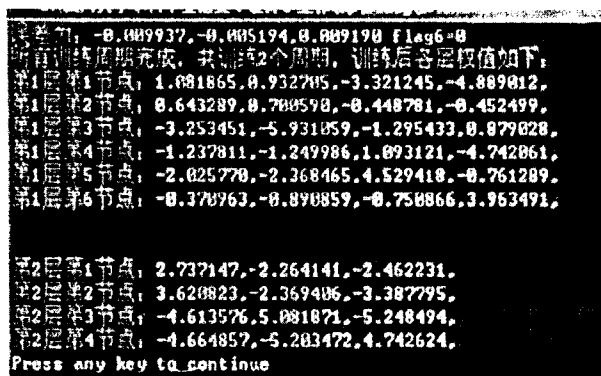 -0.009937,-0.005194,0.009190 flag6=0
训练周期完成，共训练2个周期，训练后各层权值如下：
第1层第1节点：1.081865,0.932705,-3.321245,-4.889012,
第1层第2节点：0.643289,0.700590,-0.448781,-0.452499,
第1层第3节点：-3.253451,-5.931059,-1.295433,0.879028,
第1层第4节点：-1.237811,-1.249986,1.093121,-4.742061,
第1层第5节点：-2.025770,-2.368465,4.529418,-0.761289,
第1层第6节点：-0.370963,-0.890859,-0.750866,3.963491,
第2层第1节点：2.737147,-2.264141,-2.462231,
第2层第2节点：3.620823,-2.369406,-3.387795,
第2层第3节点：-4.613576,5.081871,-5.248494,
第2层第4节点：-4.664857,-5.203472,4.742624,
Press any key to continue